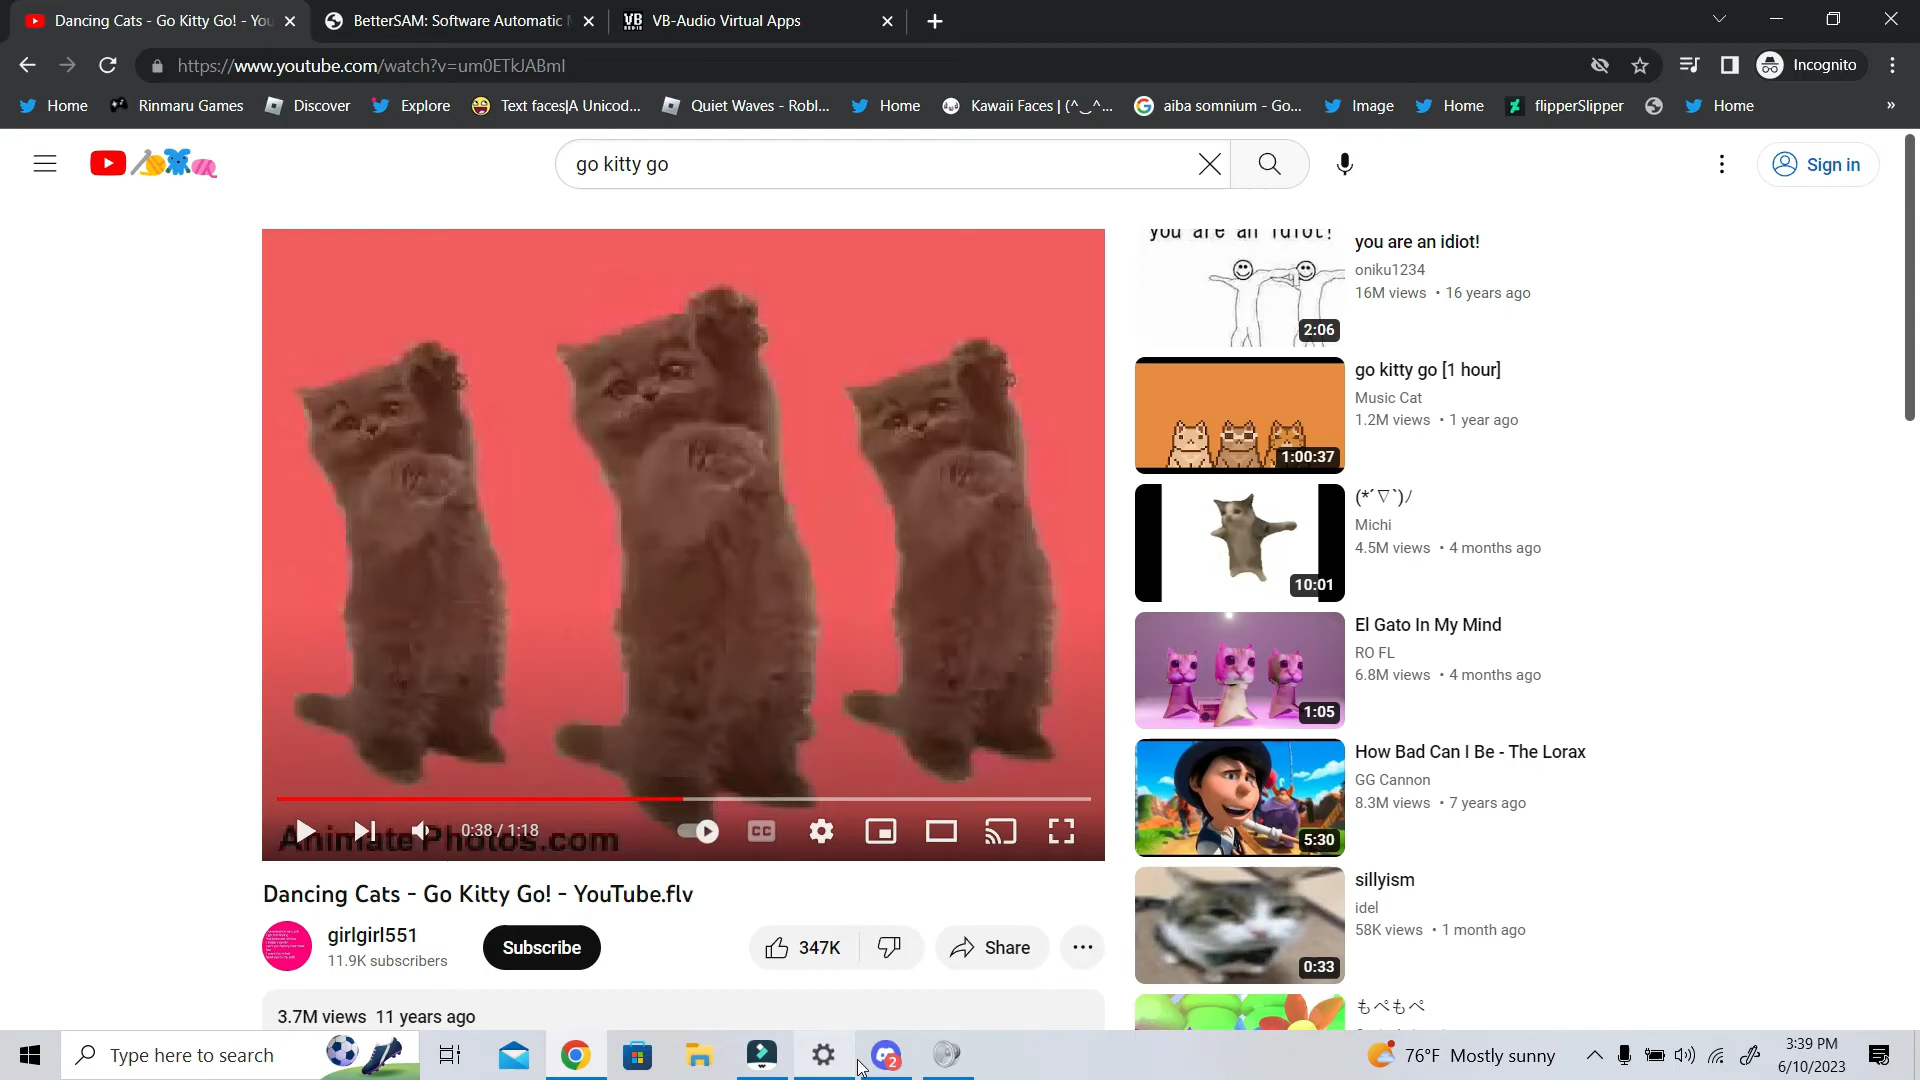 Dancing Cats - Go Kitty Go! - You
BetterSAM: Software Automatic
VB-Audio Virtual Apps
https://www.youtube.com/watch?v=um0ETkJABmI
Incognito
Home
Rinmaru Games
Discover
Explore
Text faces|A Unicod...
Quiet Waves - Robl...
Home
Kawaii Faces | (^‿^...
aiba somnium - Go...
Image
Home
flipperSlipper
Home
»
go kitty go
Sign in
AnimatePhotos.com
0:38 / 1:18
CC
Dancing Cats - Go Kitty Go! - YouTube.flv
girlgirl551
11.9K subscribers
Subscribe
347K
Share
3.7M views 11 years ago
you are an idiot!
2:06
you are an idiot!
oniku1234
16M views • 16 years ago
1:00:37
go kitty go [1 hour]
Music Cat
1.2M views • 1 year ago
10:01
(*´▽`)ﾉ
Michi
4.5M views • 4 months ago
1:05
El Gato In My Mind
RO FL
6.8M views • 4 months ago
5:30
How Bad Can I Be - The Lorax
GG Cannon
8.3M views • 7 years ago
0:33
sillyism
idel
58K views • 1 month ago
もぺもぺ
Type here to search
2
76°F Mostly sunny
3:39 PM
6/10/2023